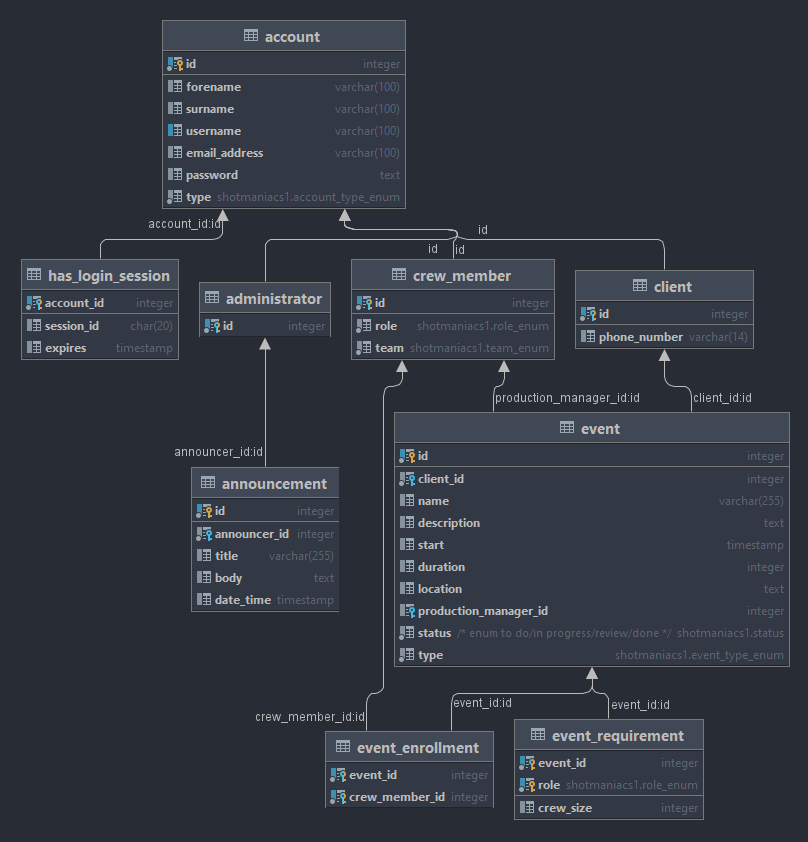 account
id integer
forename varchar(100)
surname varchar(100)
username varchar(100)
email_address varchar(100)
password text
type shotmaniacs1.account_type_enum
account_id:id
id
id
id
has_login_session
account_id integer
session_id char(20)
expires timestamp
administrator
id integer
crew_member
id integer
role shotmaniacs1.role_enum
team shotmaniacs1.team_enum
client
id integer
phone_number varchar(14)
production_manager_id:id
client_id:id
announcer_id:id
announcement
id integer
announcer_id integer
title varchar(255)
body text
date_time timestamp
event
id integer
client_id integer
name varchar(255)
description text
start timestamp
duration integer
location text
production_manager_id integer
status /* enum to do/in progress/review/done */ shotmaniacs1.status
type shotmaniacs1.event_type_enum
crew_member_id:id
event_id:id
event_id:id
event_enrollment
event_id integer
crew_member_id integer
event_requirement
event_id integer
role shotmaniacs1.role_enum
crew_size integer